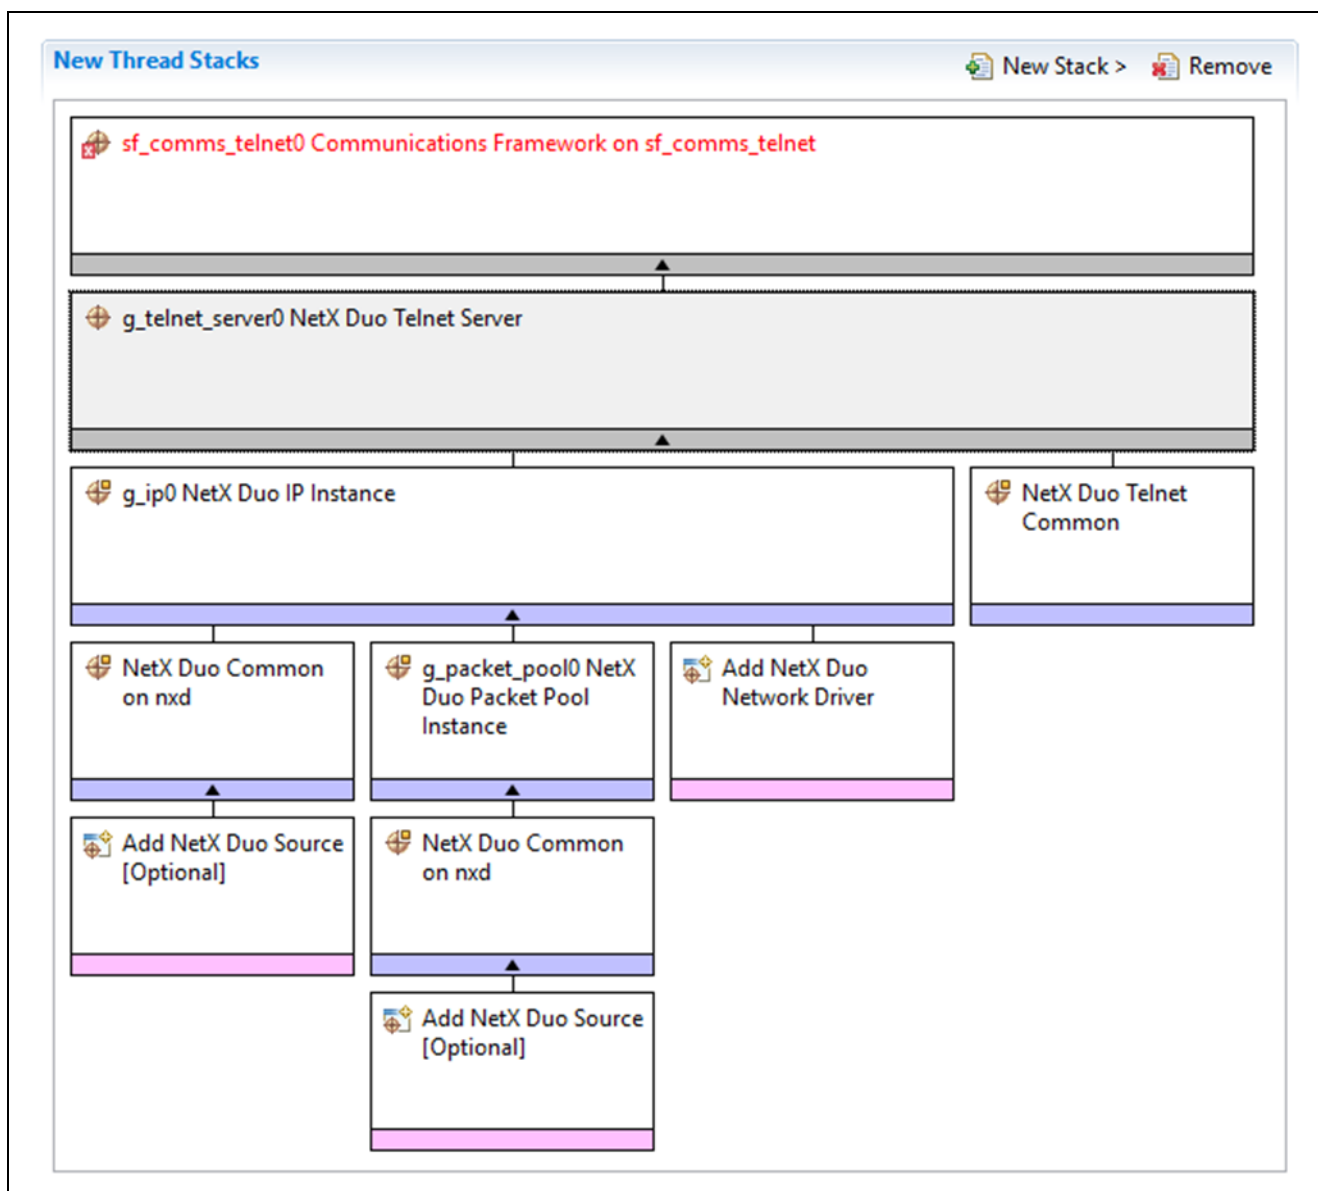 New Thread Stacks
New Stack > Remove
sf_comms_telnet0 Communications Framework on sf_comms_telnet
g_telnet_server0 NetX Duo Telnet Server
g_ip0 NetX Duo IP Instance
NetX Duo Telnet
Common
NetX Duo Common
on nxd
g_packet_pool0 NetX
Duo Packet Pool
Instance
Add NetX Duo
Network Driver
Add NetX Duo Source
[Optional]
NetX Duo Common
on nxd
Add NetX Duo Source
[Optional]